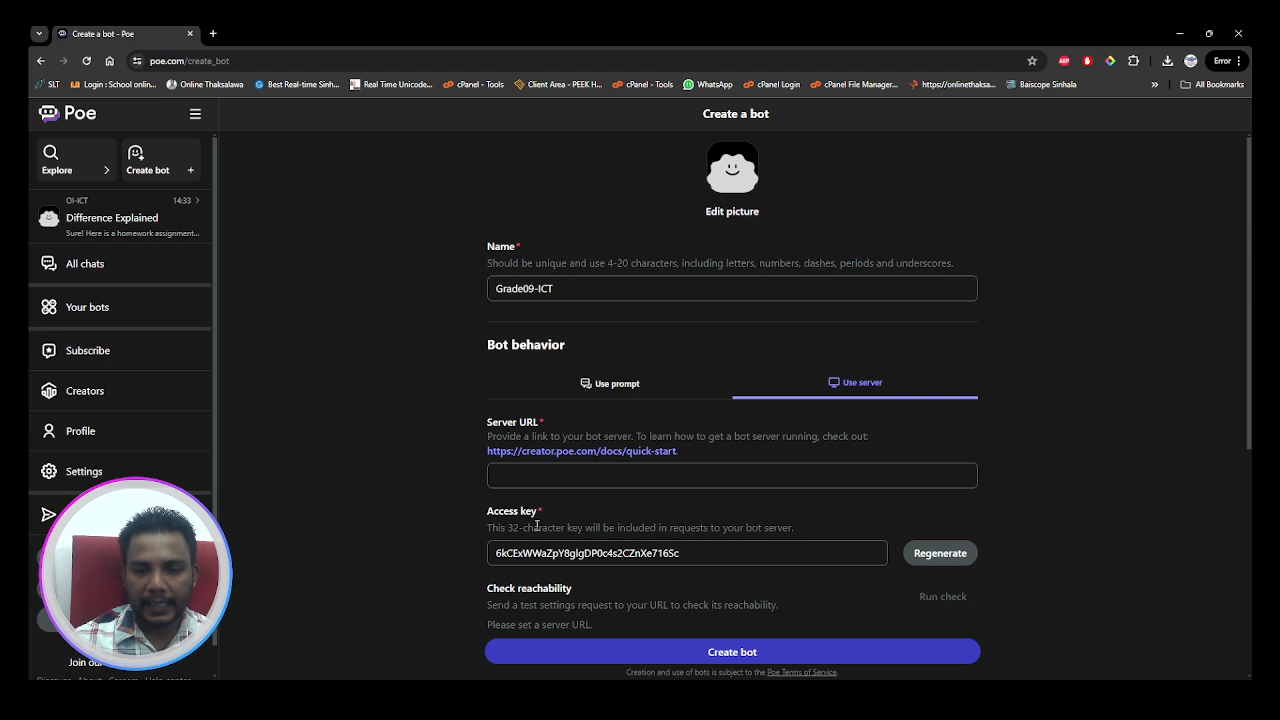 Create a bot - Poe
poe.com/create_bot
Error
SLT
Login : School onlin...
Online Thaksalawa
Best Real-time Sinh...
Real Time Unicode...
cPanel - Tools
Client Area - PEEK H...
cPanel - Tools
WhatsApp
cPanel Login
cPanel File Manager...
https://onlinethaksa...
Baiscope Sinhala
»
All Bookmarks
Poe
Create a bot
Explore
Create bot
OI-ICT
14:33
Difference Explained
Sure! Here is a homework assignment...
All chats
Your bots
Subscribe
Creators
Profile
Settings
Edit picture
Name*
Should be unique and use 4-20 characters, including letters, numbers, dashes, periods and underscores.
Grade09-ICT
Bot behavior
Use prompt
Use server
Server URL*
Provide a link to your bot server. To learn how to get a bot server running, check out:
https://creator.poe.com/docs/quick-start.
Access key*
This 32-character key will be included in requests to your bot server.
6kCExWWaZpY8gIgDP0c4s2CZnXe716Sc
Regenerate
Check reachability
Send a test settings request to your URL to check its reachability.
Run check
Please set a server URL.
Create bot
Creation and use of bots is subject to the Poe Terms of Service.
ABP